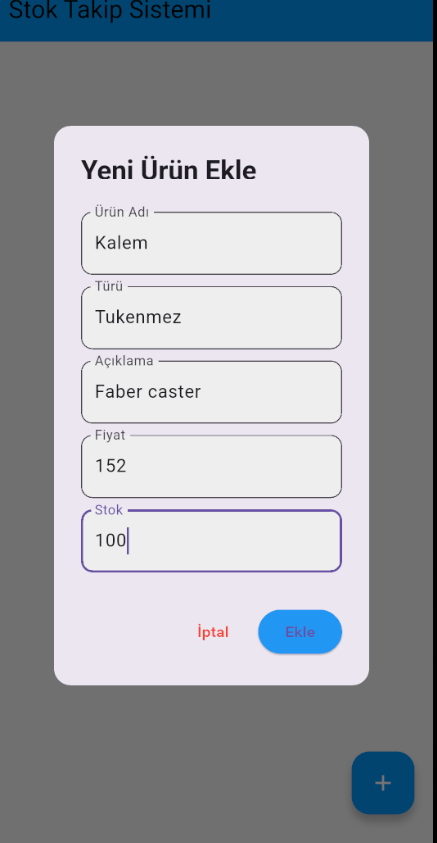 Stok Takip Sistemi
Yeni Ürün Ekle
Ürün Adı
Kalem
Türü
Tukenmez
Açıklama
Faber caster
Fiyat
152
Stok
100
İptal
Ekle
+